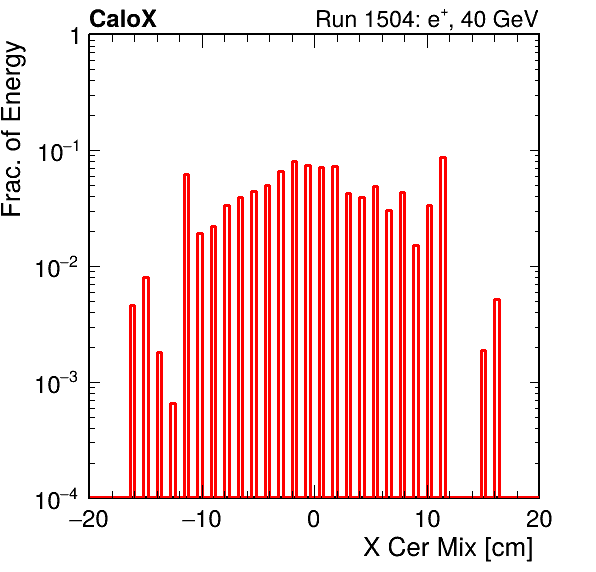 CaloX Run 1504: e⁺, 40 GeV
Frac. of Energy
1
10⁻¹
10⁻²
10⁻³
10⁻⁴
−20 −10 0 10 20
X Cer Mix [cm]